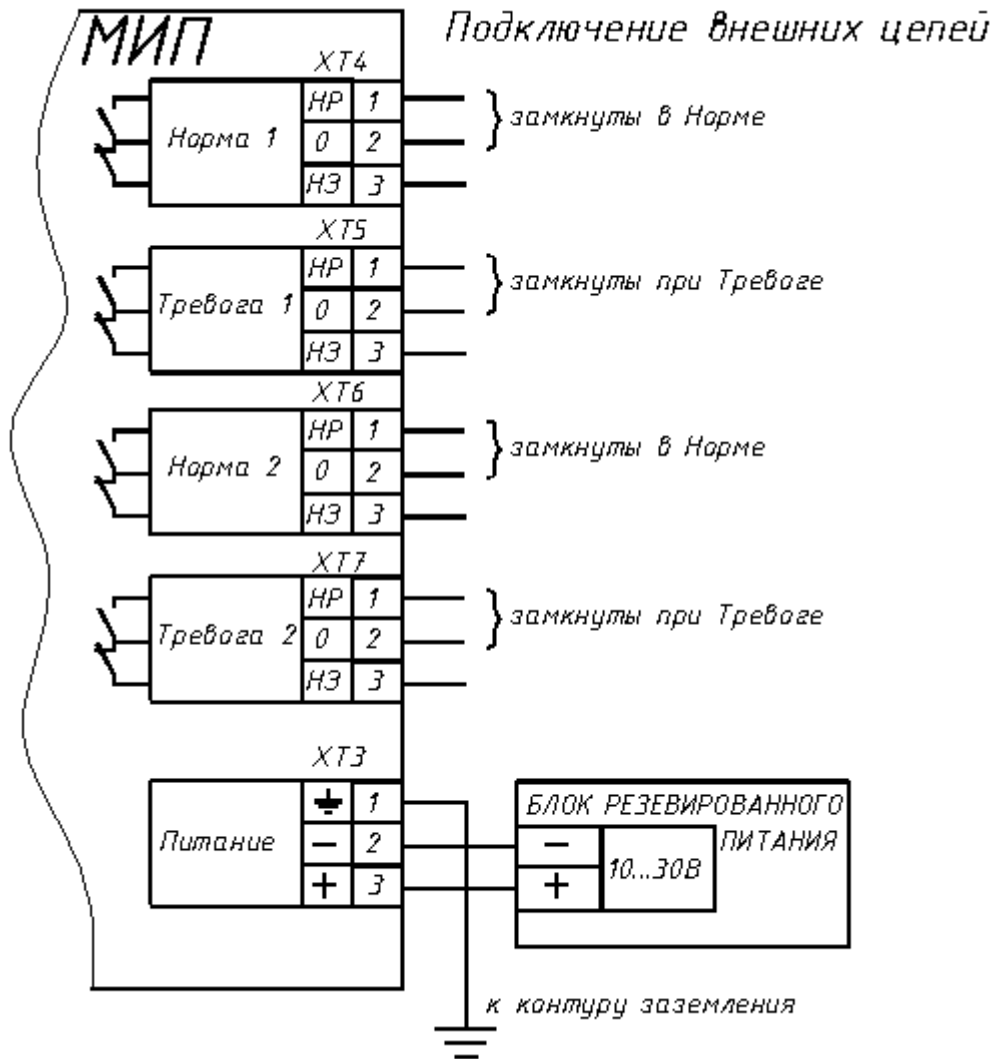 МИП
Подключение внешних цепей
XT4
Норма 1
НР 1
0 2
НЗ 3
замкнуты в Норме
XT5
Тревога 1
НР 1
0 2
НЗ 3
замкнуты при Тревоге
XT6
Норма 2
НР 1
0 2
НЗ 3
замкнуты в Норме
XT7
Тревога 2
НР 1
0 2
НЗ 3
замкнуты при Тревоге
XT3
Питание
1
− 2
+ 3
БЛОК РЕЗЕВИРОВАННОГО
ПИТАНИЯ
−
+
10...30В
к контуру заземления